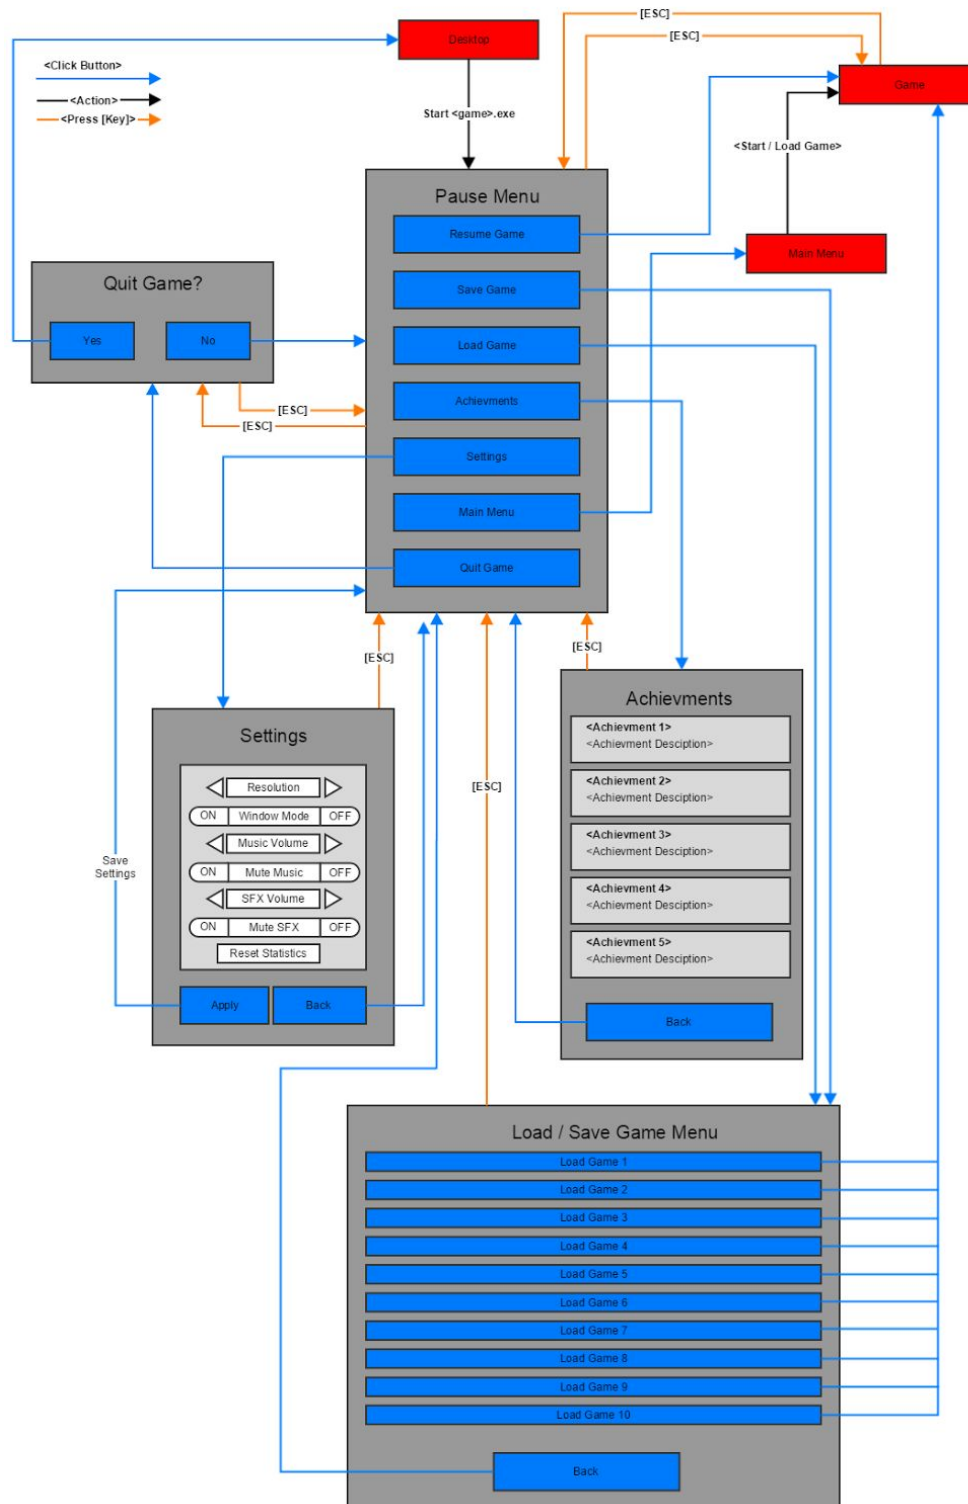 [ESC]
[ESC]
Desktop
<Click Button>
<Action>
<Press [Key]>
Game
Start <game>.exe
<Start / Load Game>
Pause Menu
Resume Game
Save Game
Load Game
Achievments
Settings
Main Menu
Quit Game
Main Menu
Quit Game?
Yes
No
[ESC]
[ESC]
[ESC]
[ESC]
[ESC]
Save
Settings
Settings
Resolution
ON
Window Mode
OFF
Music Volume
ON
Mute Music
OFF
SFX Volume
ON
Mute SFX
OFF
Reset Statistics
Apply
Back
Achievments
<Achievment 1>
<Achievment Desciption>
<Achievment 2>
<Achievment Desciption>
<Achievment 3>
<Achievment Desciption>
<Achievment 4>
<Achievment Desciption>
<Achievment 5>
<Achievment Desciption>
Back
Load / Save Game Menu
Load Game 1
Load Game 2
Load Game 3
Load Game 4
Load Game 5
Load Game 6
Load Game 7
Load Game 8
Load Game 9
Load Game 10
Back